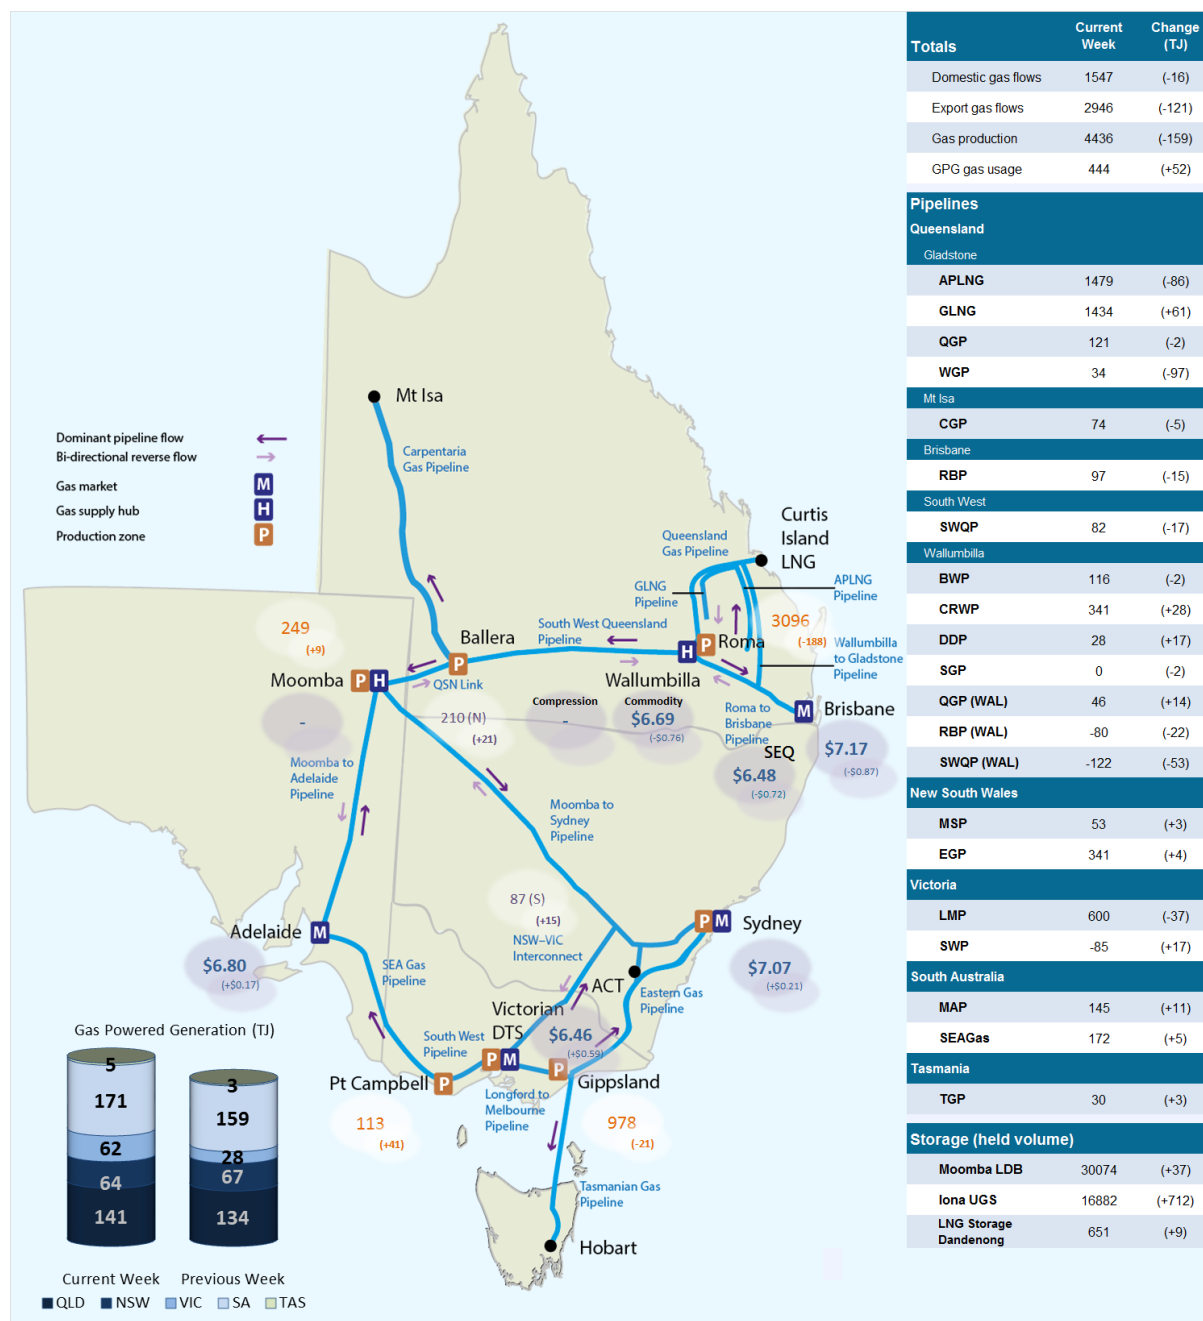 Mt Isa
Dominant pipeline flow
Bi-directional reverse flow
Gas market M
Gas supply hub H
Production zone P
Carpentaria
Gas Pipeline
Curtis
Island
LNG
Queensland
Gas Pipeline
GLNG
Pipeline
APLNG
Pipeline
3096
(-188)
249
(+9)
South West Queensland
Pipeline
Ballera
P
H P Roma
Wallumbilla
to Gladstone
Pipeline
Moomba P H
QSN Link
Wallumbilla
-
210 (N)
(+21)
Compression
-
Commodity
$6.69
(-$0.76)
Roma to
Brisbane
Pipeline
M Brisbane
$7.17
(-$0.87)
SEQ
$6.48
(-$0.72)
Moomba to
Adelaide
Pipeline
Moomba to
Sydney
Pipeline
87 (S)
(+15)
NSW–VIC
Interconnect
P M Sydney
$7.07
(+$0.21)
Adelaide M
$6.80
(+$0.17)
SEA Gas
Pipeline
ACT
Eastern Gas
Pipeline
Victorian
DTS
$6.46
(+$0.59)
South West
Pipeline
P M
P
Gippsland
Pt Campbell P
113
(+41)
Longford to
Melbourne
Pipeline
978
(-21)
Tasmanian Gas
Pipeline
Hobart
Gas Powered Generation (TJ)
5
171
62
64
141
3
159
28
67
134
Current Week Previous Week
QLD NSW VIC SA TAS
Totals Current Week Change (TJ)
Domestic gas flows 1547 (-16)
Export gas flows 2946 (-121)
Gas production 4436 (-159)
GPG gas usage 444 (+52)
Pipelines
Queensland
Gladstone
APLNG 1479 (-86)
GLNG 1434 (+61)
QGP 121 (-2)
WGP 34 (-97)
Mt Isa
CGP 74 (-5)
Brisbane
RBP 97 (-15)
South West
SWQP 82 (-17)
Wallumbilla
BWP 116 (-2)
CRWP 341 (+28)
DDP 28 (+17)
SGP 0 (-2)
QGP (WAL) 46 (+14)
RBP (WAL) -80 (-22)
SWQP (WAL) -122 (-53)
New South Wales
MSP 53 (+3)
EGP 341 (+4)
Victoria
LMP 600 (-37)
SWP -85 (+17)
South Australia
MAP 145 (+11)
SEAGas 172 (+5)
Tasmania
TGP 30 (+3)
Storage (held volume)
Moomba LDB 30074 (+37)
Iona UGS 16882 (+712)
LNG Storage
Dandenong 651 (+9)